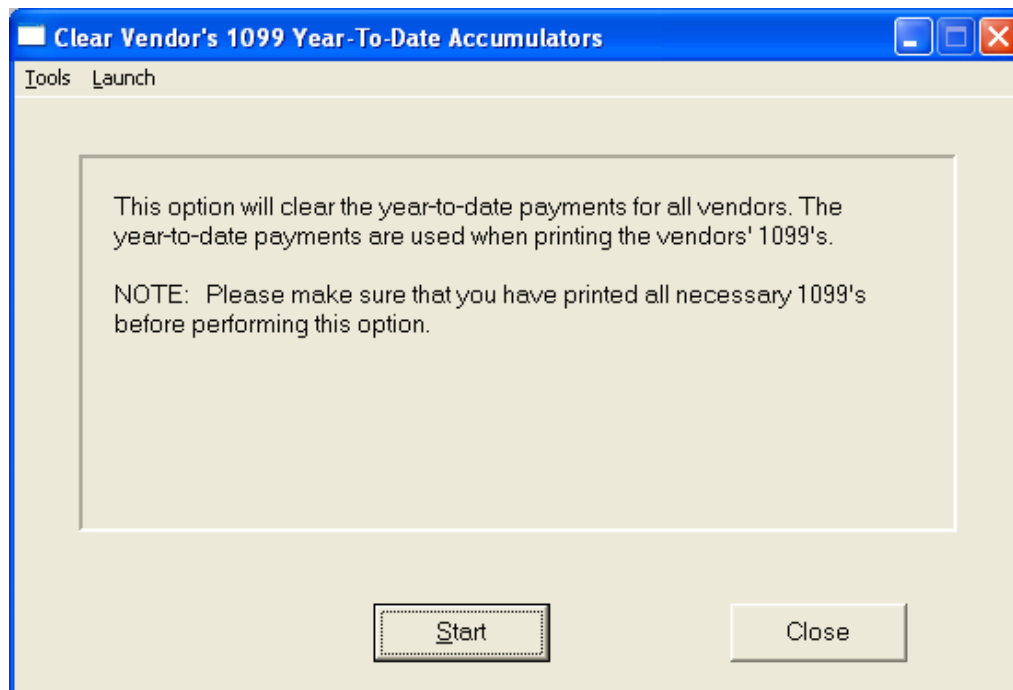 Clear Vendor's 1099 Year-To-Date Accumulators
Tools Launch
This option will clear the year-to-date payments for all vendors. The
year-to-date payments are used when printing the vendors' 1099's.
NOTE: Please make sure that you have printed all necessary 1099's
before performing this option.
Start Close